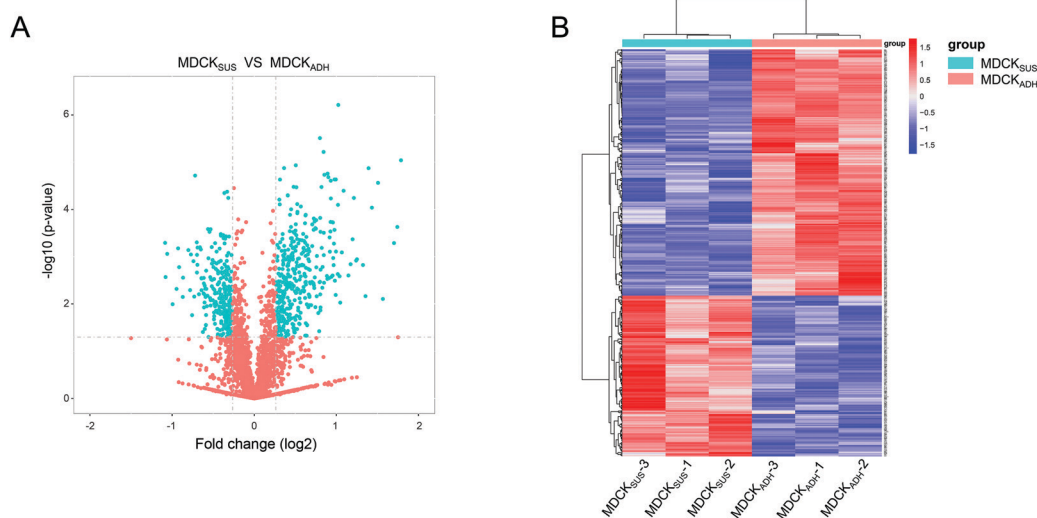 A
MDCKSUS VS MDCKADH
-log10 (p-value)
6
4
2
0
-2
-1
0
1
2
Fold change (log2)
B
group
1.5
1
0.5
0
−0.5
−1
−1.5
group
MDCKSUS
MDCKADH
MDCKSUS-3
MDCKSUS-1
MDCKSUS-2
MDCKADH-3
MDCKADH-1
MDCKADH-2